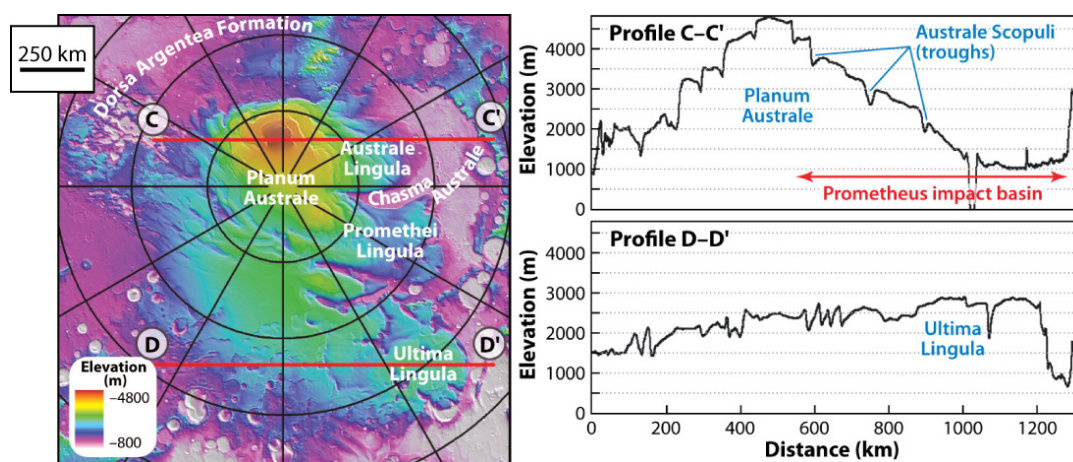 250 km
Dorsa Argentea Formation
C
C'
Australe
Lingula
Planum
Australe
Chasma
Australe
Promethei
Lingula
D
D'
Ultima
Lingula
Elevation
(m)
–4800
–800
Profile C–C'
Australe Scopuli
(troughs)
Planum
Australe
Prometheus impact basin
Elevation (m)
4000
3000
2000
1000
0
Profile D–D'
Ultima
Lingula
Elevation (m)
4000
3000
2000
1000
0
0
200
400
600
800
1000
1200
Distance (km)